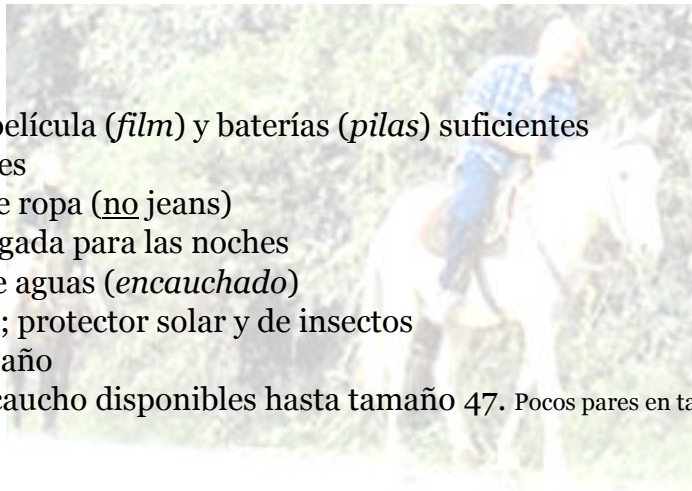 película (film) y baterías (pilas) suficientes
es
e ropa (no jeans)
gada para las noches
e aguas (encauchado)
; protector solar y de insectos
año
caucho disponibles hasta tamaño 47. Pocos pares en ta